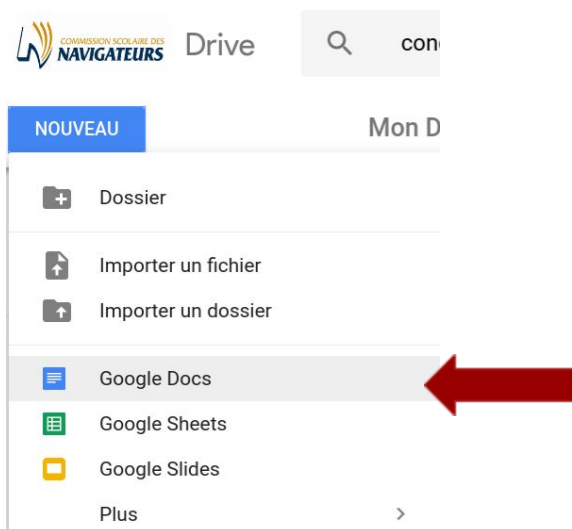 COMMISSION SCOLAIRE DES
NAVIGATEURS
Drive
con
NOUVEAU
Mon D
Dossier
Importer un fichier
Importer un dossier
Google Docs
Google Sheets
Google Slides
Plus